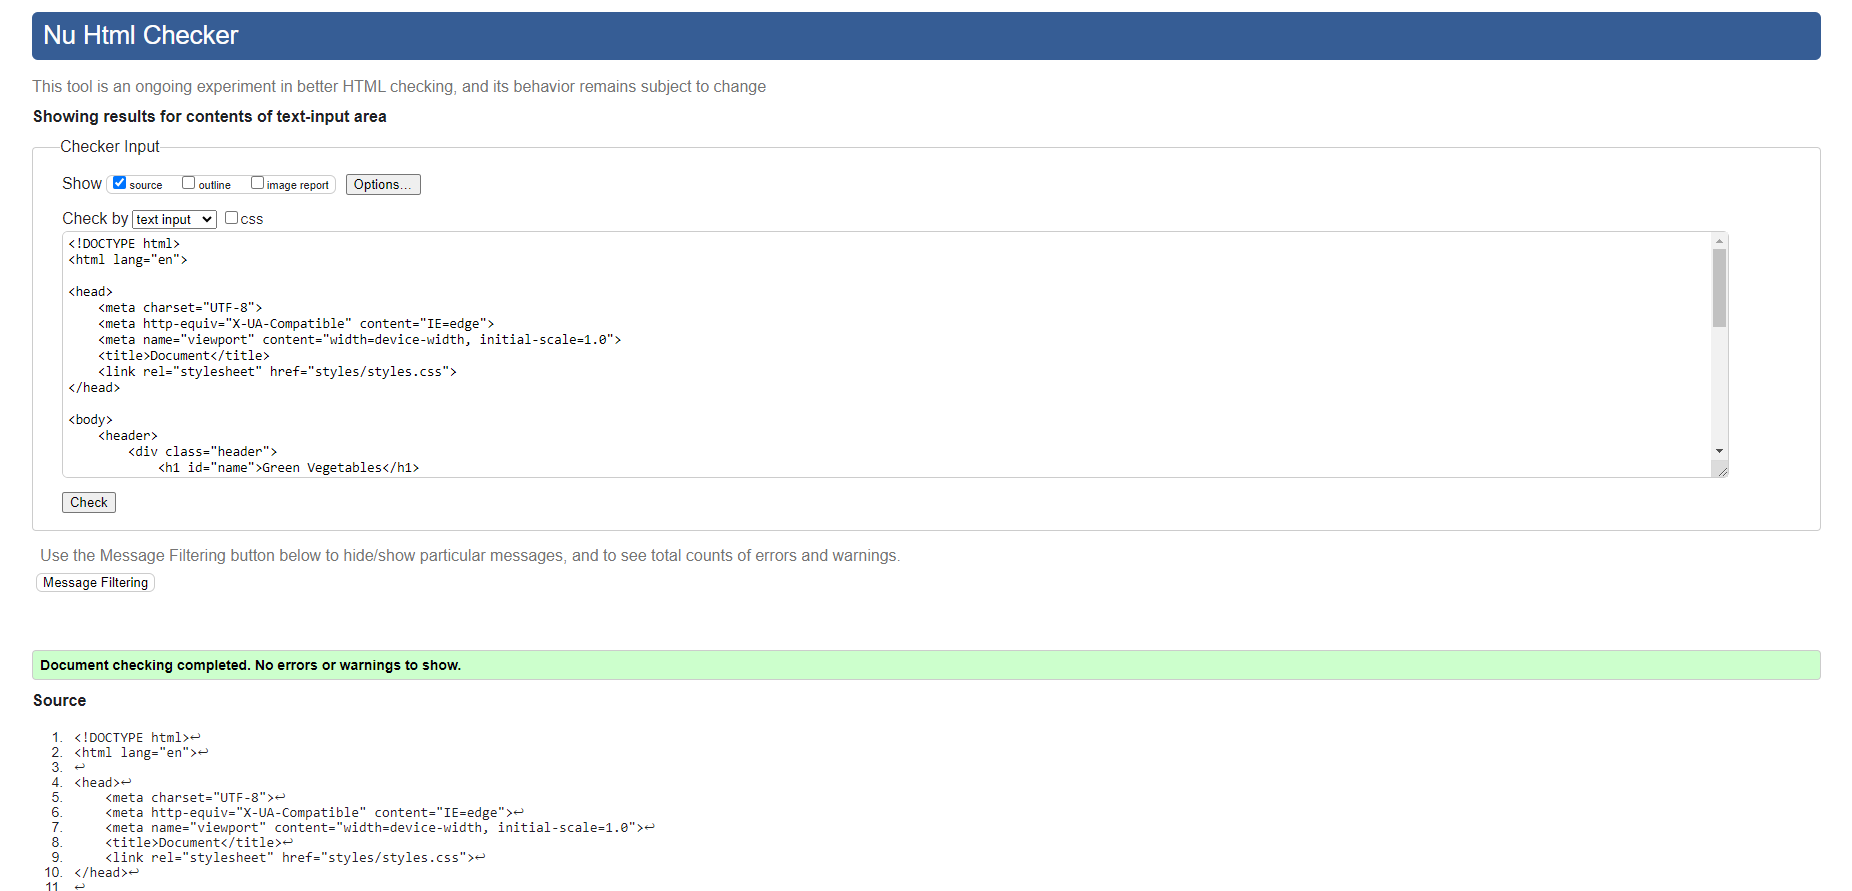 Nu Html Checker
This tool is an ongoing experiment in better HTML checking, and its behavior remains subject to change
Showing results for contents of text-input area
Checker Input
Show source outline image report Options...
Check by text input css
<!DOCTYPE html>
<html lang="en">
<head>
    <meta charset="UTF-8">
    <meta http-equiv="X-UA-Compatible" content="IE=edge">
    <meta name="viewport" content="width=device-width, initial-scale=1.0">
    <title>Document</title>
    <link rel="stylesheet" href="styles/styles.css">
</head>
<body>
    <header>
        <div class="header">
            <h1 id="name">Green Vegetables</h1>
Check
Use the Message Filtering button below to hide/show particular messages, and to see total counts of errors and warnings.
Message Filtering
Document checking completed. No errors or warnings to show.
Source
1. <!DOCTYPE html>↩
2. <html lang="en">↩
3. ↩
4. <head>↩
5.     <meta charset="UTF-8">↩
6.     <meta http-equiv="X-UA-Compatible" content="IE=edge">↩
7.     <meta name="viewport" content="width=device-width, initial-scale=1.0">↩
8.     <title>Document</title>↩
9.     <link rel="stylesheet" href="styles/styles.css">↩
10. </head>↩
11 ↩